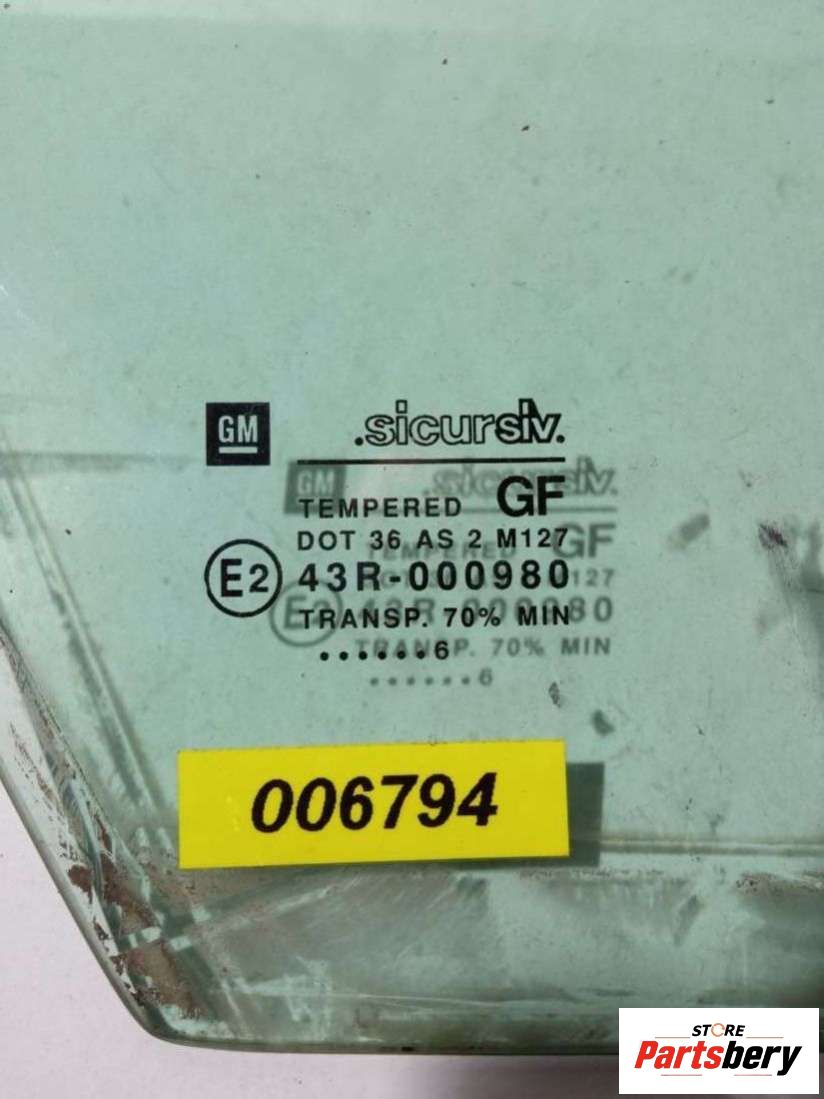 GM .sicursiv.
TEMPERED GF
DOT 36 AS 2 M127
E2 43R-000980
TRANSP. 70% MIN
......6
006794
STORE
Partsbery